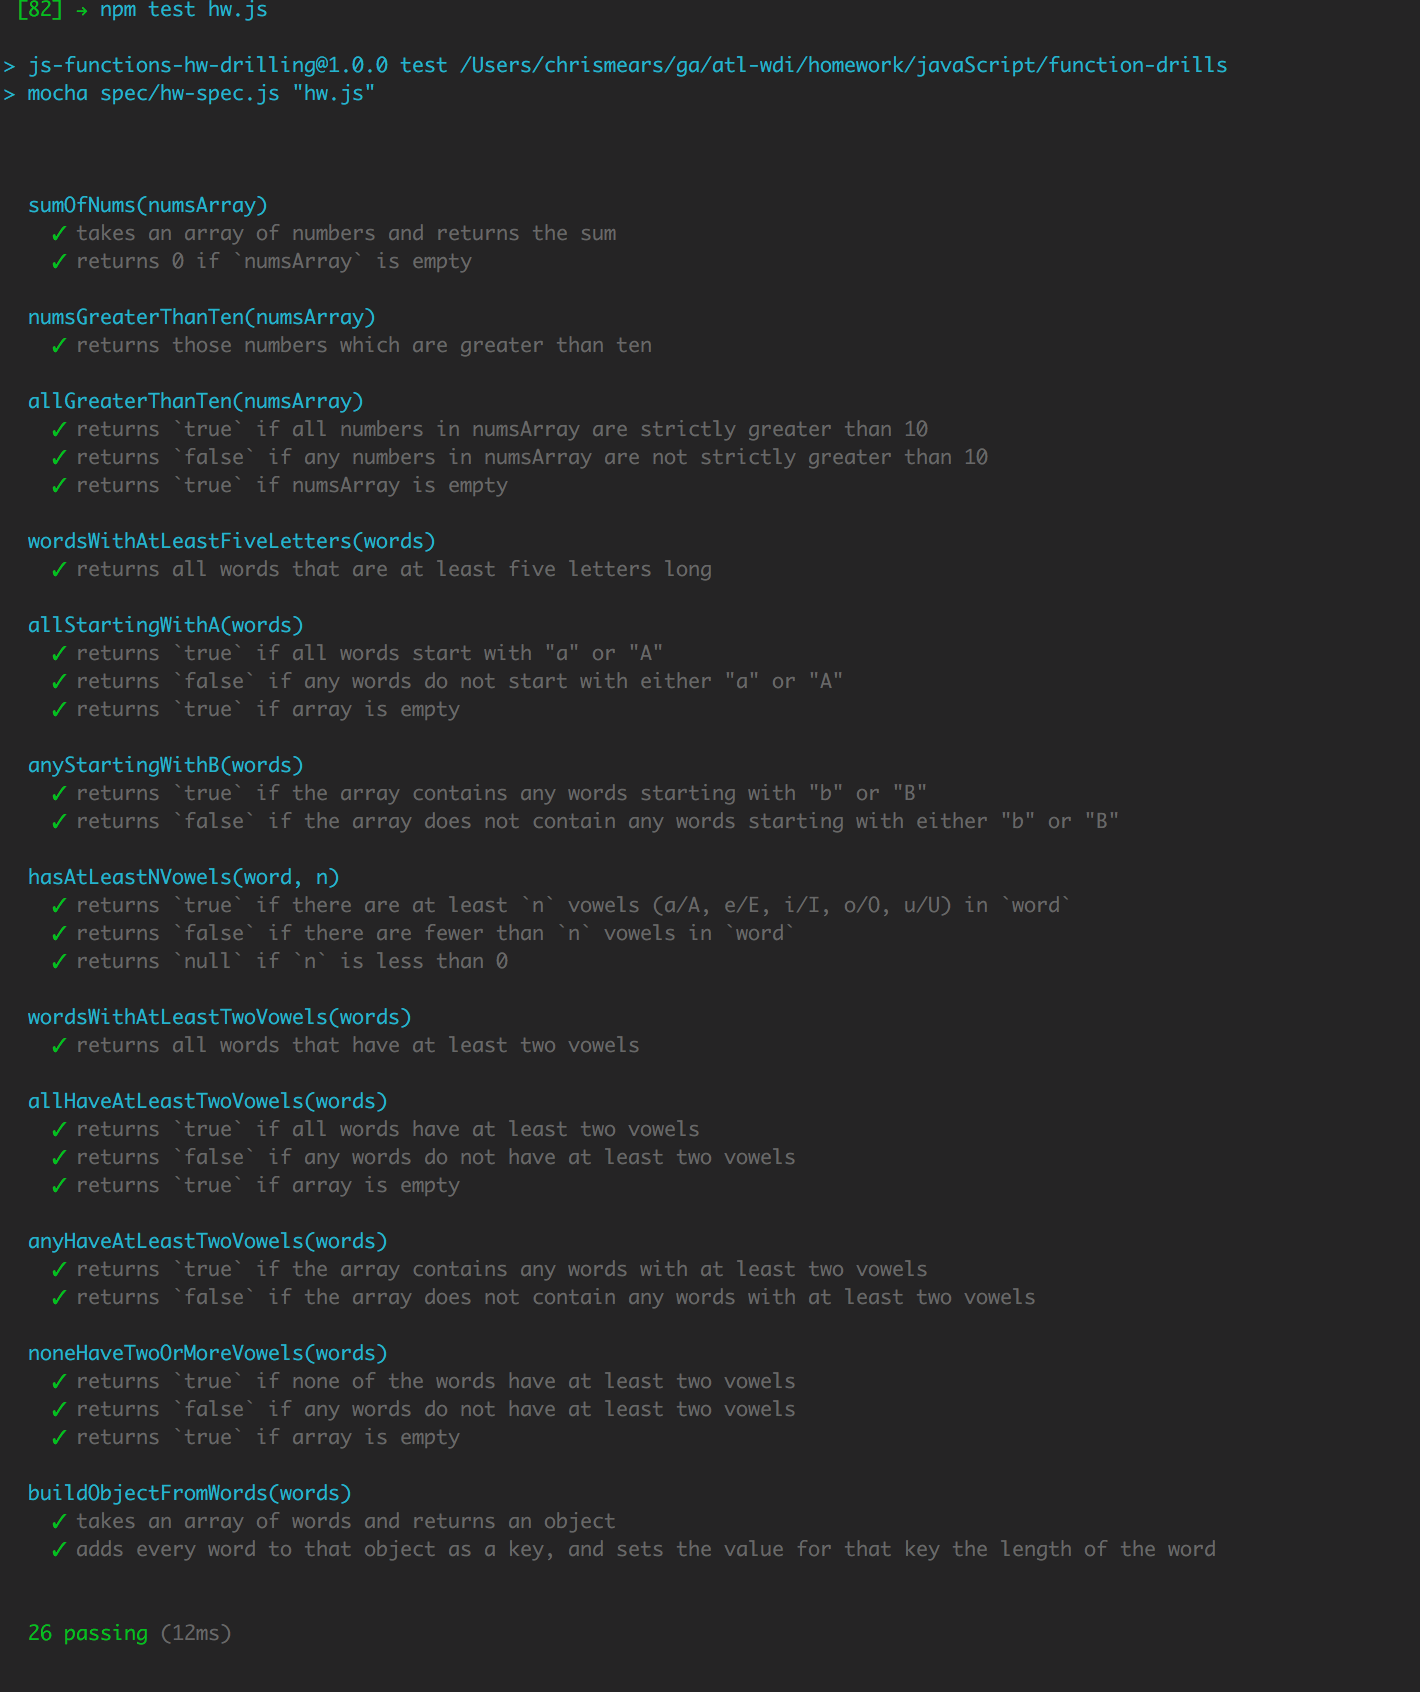 [82] → npm test hw.js
> js-functions-hw-drilling@1.0.0 test /Users/chrismears/ga/atl-wdi/homework/javaScript/function-drills
> mocha spec/hw-spec.js "hw.js"
sumOfNums(numsArray)
✓ takes an array of numbers and returns the sum
✓ returns 0 if `numsArray` is empty
numsGreaterThanTen(numsArray)
✓ returns those numbers which are greater than ten
allGreaterThanTen(numsArray)
✓ returns `true` if all numbers in numsArray are strictly greater than 10
✓ returns `false` if any numbers in numsArray are not strictly greater than 10
✓ returns `true` if numsArray is empty
wordsWithAtLeastFiveLetters(words)
✓ returns all words that are at least five letters long
allStartingWithA(words)
✓ returns `true` if all words start with "a" or "A"
✓ returns `false` if any words do not start with either "a" or "A"
✓ returns `true` if array is empty
anyStartingWithB(words)
✓ returns `true` if the array contains any words starting with "b" or "B"
✓ returns `false` if the array does not contain any words starting with either "b" or "B"
hasAtLeastNVowels(word, n)
✓ returns `true` if there are at least `n` vowels (a/A, e/E, i/I, o/O, u/U) in `word`
✓ returns `false` if there are fewer than `n` vowels in `word`
✓ returns `null` if `n` is less than 0
wordsWithAtLeastTwoVowels(words)
✓ returns all words that have at least two vowels
allHaveAtLeastTwoVowels(words)
✓ returns `true` if all words have at least two vowels
✓ returns `false` if any words do not have at least two vowels
✓ returns `true` if array is empty
anyHaveAtLeastTwoVowels(words)
✓ returns `true` if the array contains any words with at least two vowels
✓ returns `false` if the array does not contain any words with at least two vowels
noneHaveTwoOrMoreVowels(words)
✓ returns `true` if none of the words have at least two vowels
✓ returns `false` if any words do not have at least two vowels
✓ returns `true` if array is empty
buildObjectFromWords(words)
✓ takes an array of words and returns an object
✓ adds every word to that object as a key, and sets the value for that key the length of the word
26 passing (12ms)